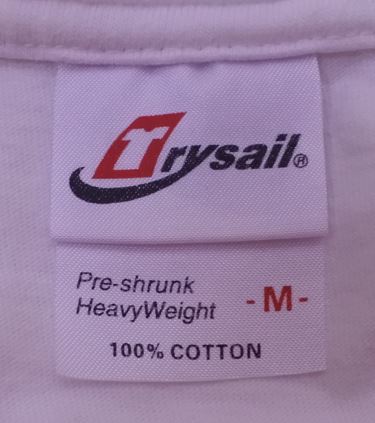 Trysail®
Pre-shrunk
HeavyWeight
- M -
100% COTTON